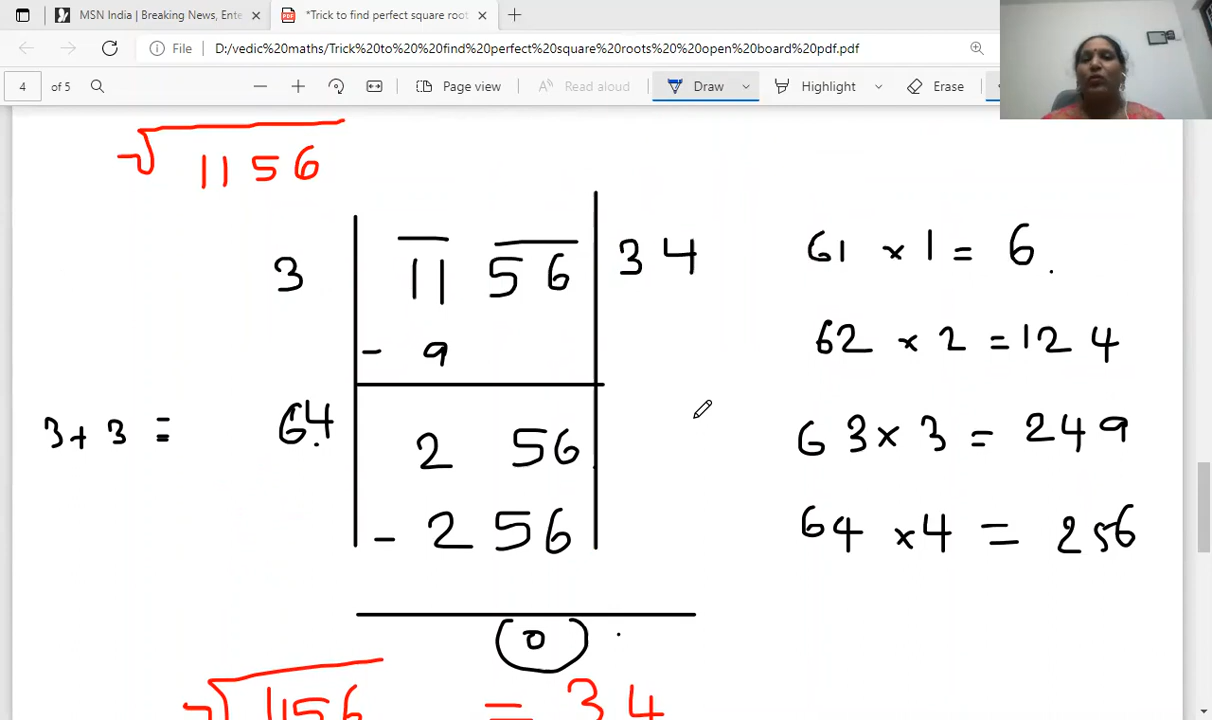 MSN India | Breaking News, Ente
*Trick to find perfect square root
File D:/vedic%20maths/Trick%20to%20%20find%20perfect%20square%20roots%20%20open%20board%20pdf.pdf
4 of 5 Page view Read aloud Draw Highlight Erase
√1156
3 11 56 34
- 9
3+3 = 64.
2 56
- 2 56
(0)
61 × 1 = 6 .
62 × 2 = 124
63 × 3 = 249
64 × 4 = 256
√1156 = 34